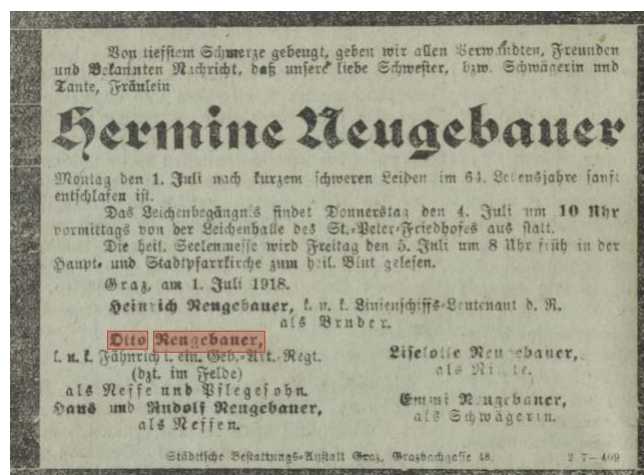 Von tiefstem Schmerze gebeugt, geben wir allen Verwandten, Freunden
und Bekannten Nachricht, daß unsere liebe Schwester, bzw. Schwägerin und
Tante, Fräulein
Hermine Neugebauer
Montag den 1. Juli nach kurzem schweren Leiden im 64. Lebensjahre sanft
entschlafen ist.
Das Leichenbegängnis findet Donnerstag den 4. Juli um 10 Uhr
vormittags von der Leichenhalle des St.-Peter-Friedhofes aus statt.
Die heil. Seelenmesse wird Freitag den 5. Juli um 8 Uhr früh in der
Haupt- und Stadtpfarrkirche zum heil. Blut gelesen.
Graz, am 1. Juli 1918.
Heinrich Neugebauer, k. u. k. Linienschiffs-Leutenant d. R.
als Bruder.
Otto Neugebauer,
k. u. k. Fähnrich i. ein. Geb.-Art.-Regt.
(dzt. im Felde)
als Neffe und Pflegesohn.
Hans und Rudolf Neugebauer,
als Neffen.
Liselotte Neugebauer,
als Nichte.
Emmi Neugebauer,
als Schwägerin.
Städtische Bestattungs-Anstalt Graz, Grazbachgasse 48.